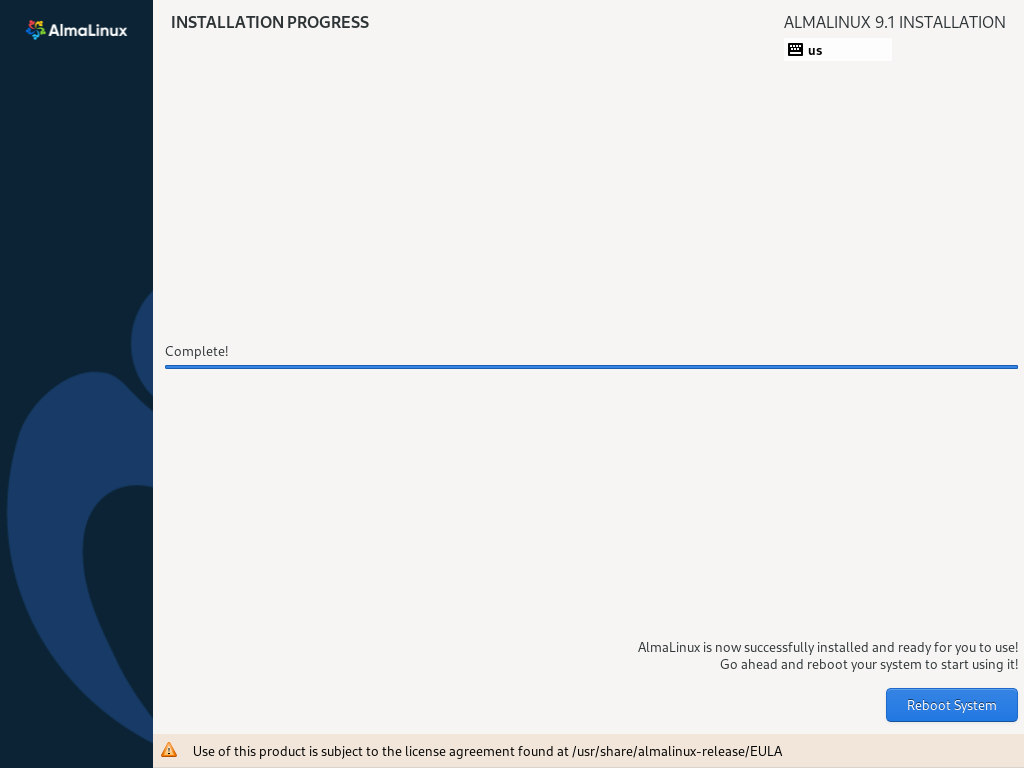 AlmaLinux
INSTALLATION PROGRESS
ALMALINUX 9.1 INSTALLATION
us
Complete!
AlmaLinux is now successfully installed and ready for you to use!
Go ahead and reboot your system to start using it!
Reboot System
Use of this product is subject to the license agreement found at /usr/share/almalinux-release/EULA